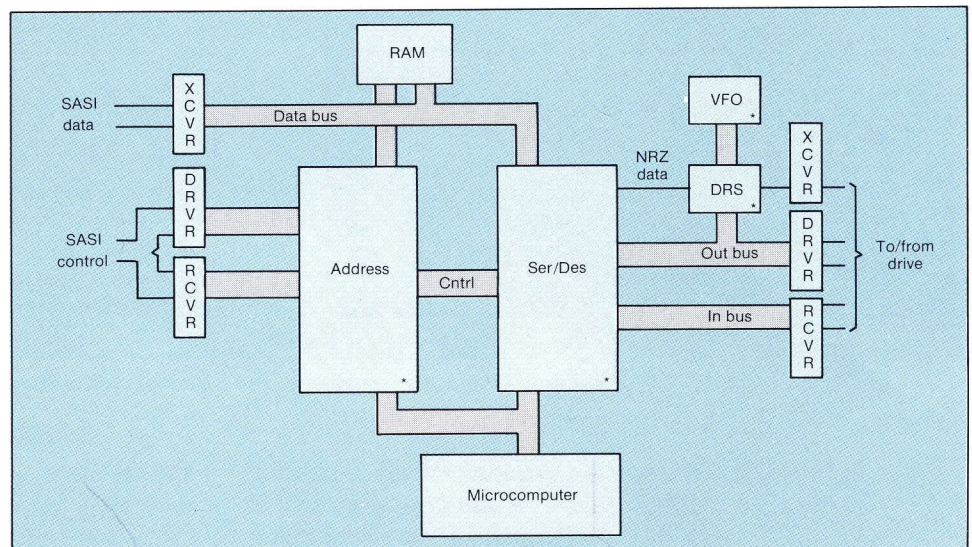 RAM
SASI
data
X
C
V
R
Data bus
VFO
*
NRZ
data
DRS
*
X
C
V
R
D
R
V
R
SASI
control
R
C
V
R
Address
*
Cntrl
Ser/Des
*
Out bus
D
R
V
R
To/from
drive
In bus
R
C
V
R
Microcomputer